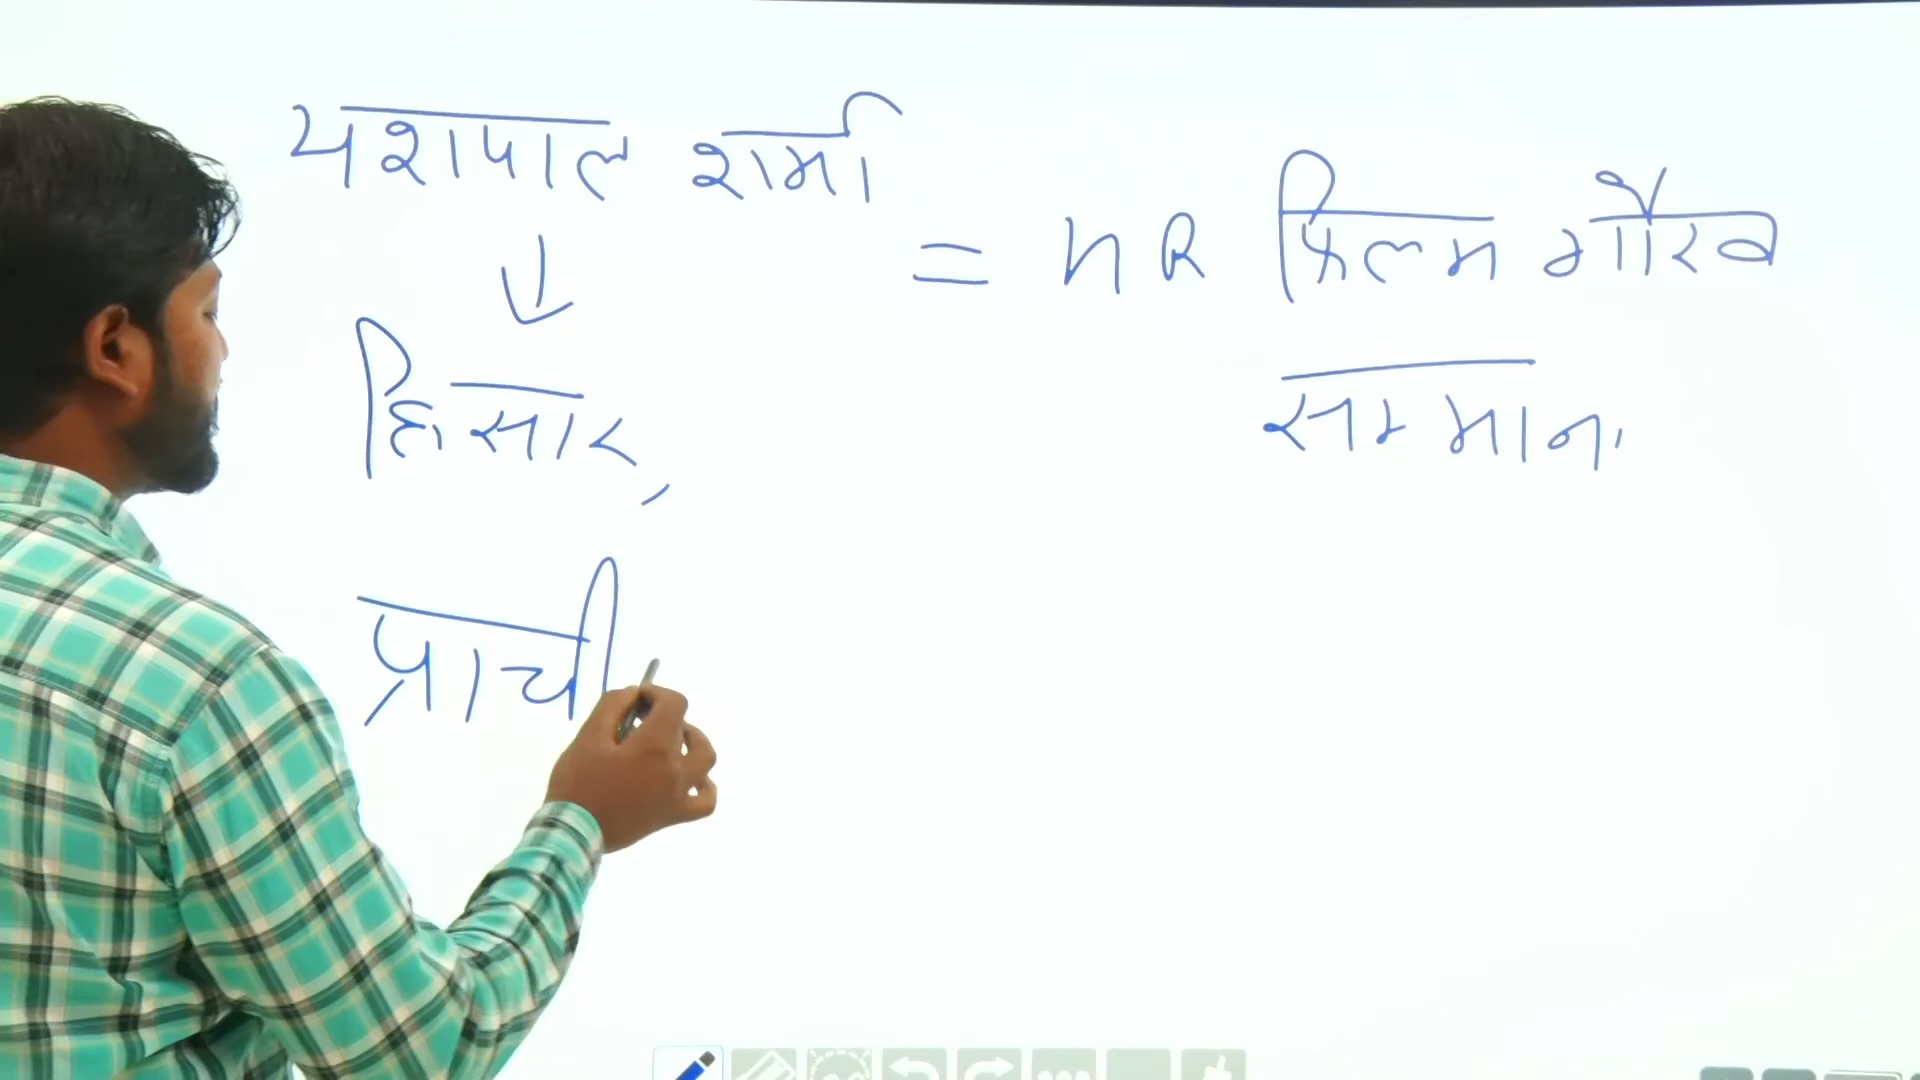 यशपाल शर्मा
= HR फिल्म गौरव
सम्मान
हिसार,
प्राची